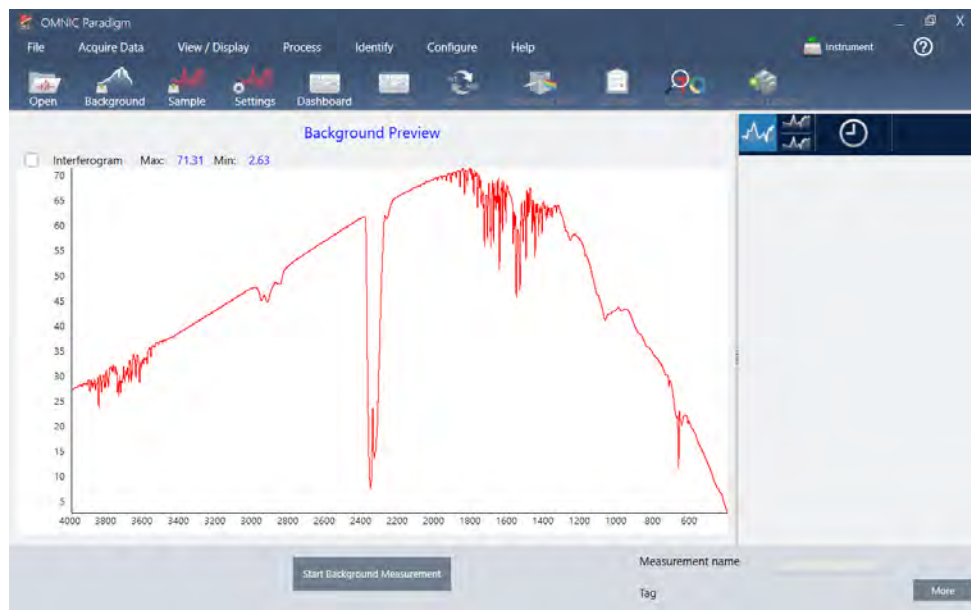 OMNIC Paradigm
File Acquire Data View / Display Process Identify Configure Help Instrument
Open Background Sample Settings Dashboard
Background Preview
Interferogram Max: 71.31 Min: 2.63
70
65
60
55
50
45
40
35
30
25
20
15
10
5
4000 3800 3600 3400 3200 3000 2800 2600 2400 2200 2000 1800 1600 1400 1200 1000 800 600
Start Background Measurement
Measurement name
Tag
More